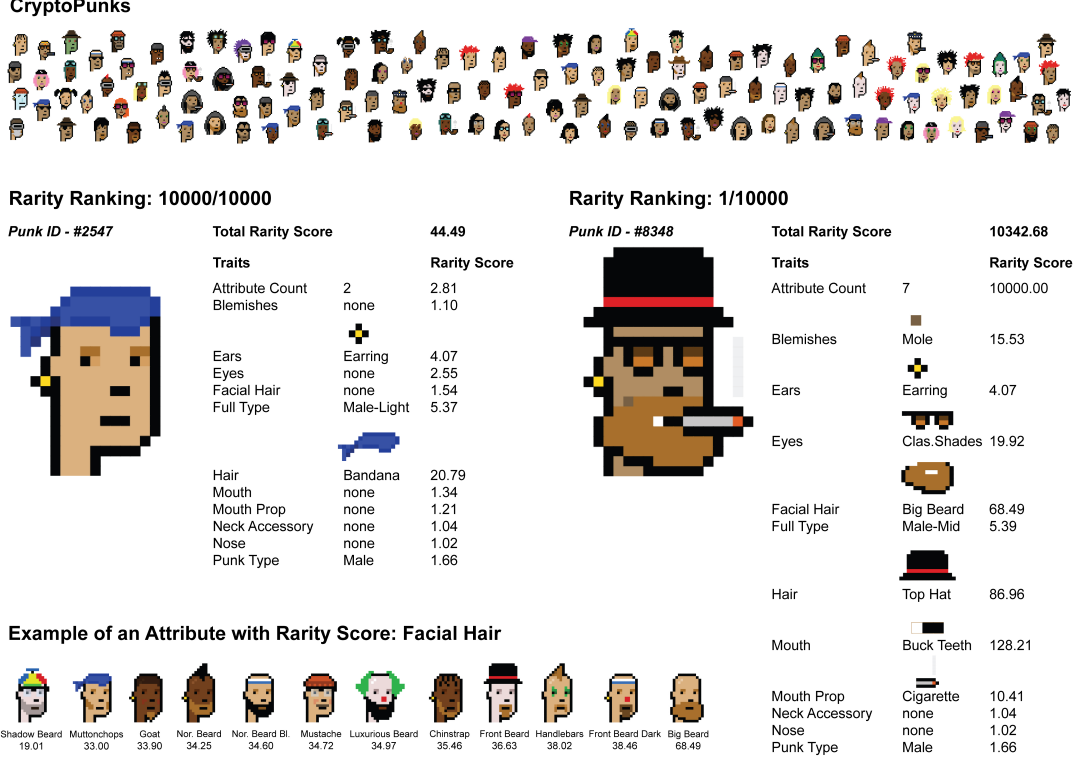 CryptoPunks
Rarity Ranking: 10000/10000
Punk ID - #2547
Total Rarity Score 44.49
Traits Rarity Score
Attribute Count 2 2.81
Blemishes none 1.10
Ears Earring 4.07
Eyes none 2.55
Facial Hair none 1.54
Full Type Male-Light 5.37
Hair Bandana 20.79
Mouth none 1.34
Mouth Prop none 1.21
Neck Accessory none 1.04
Nose none 1.02
Punk Type Male 1.66
Rarity Ranking: 1/10000
Punk ID - #8348
Total Rarity Score 10342.68
Traits Rarity Score
Attribute Count 7 10000.00
Blemishes Mole 15.53
Ears Earring 4.07
Eyes Clas.Shades 19.92
Facial Hair Big Beard 68.49
Full Type Male-Mid 5.39
Hair Top Hat 86.96
Mouth Buck Teeth 128.21
Mouth Prop Cigarette 10.41
Neck Accessory none 1.04
Nose none 1.02
Punk Type Male 1.66
Example of an Attribute with Rarity Score: Facial Hair
Shadow Beard Muttonchops Goat Nor. Beard Nor. Beard Bl. Mustache Luxurious Beard Chinstrap Front Beard Handlebars Front Beard Dark Big Beard
19.01 33.00 33.90 34.25 34.60 34.72 34.97 35.46 36.63 38.02 38.46 68.49